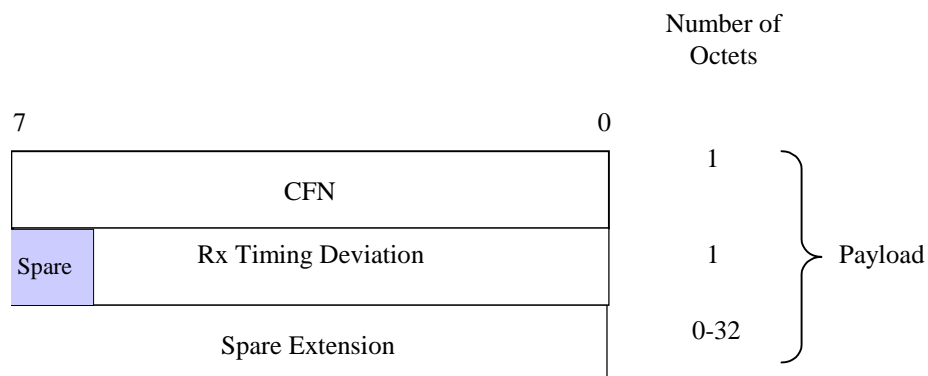 Number of
Octets
7 0
CFN 1
Spare Rx Timing Deviation 1
Payload
Spare Extension 0-32